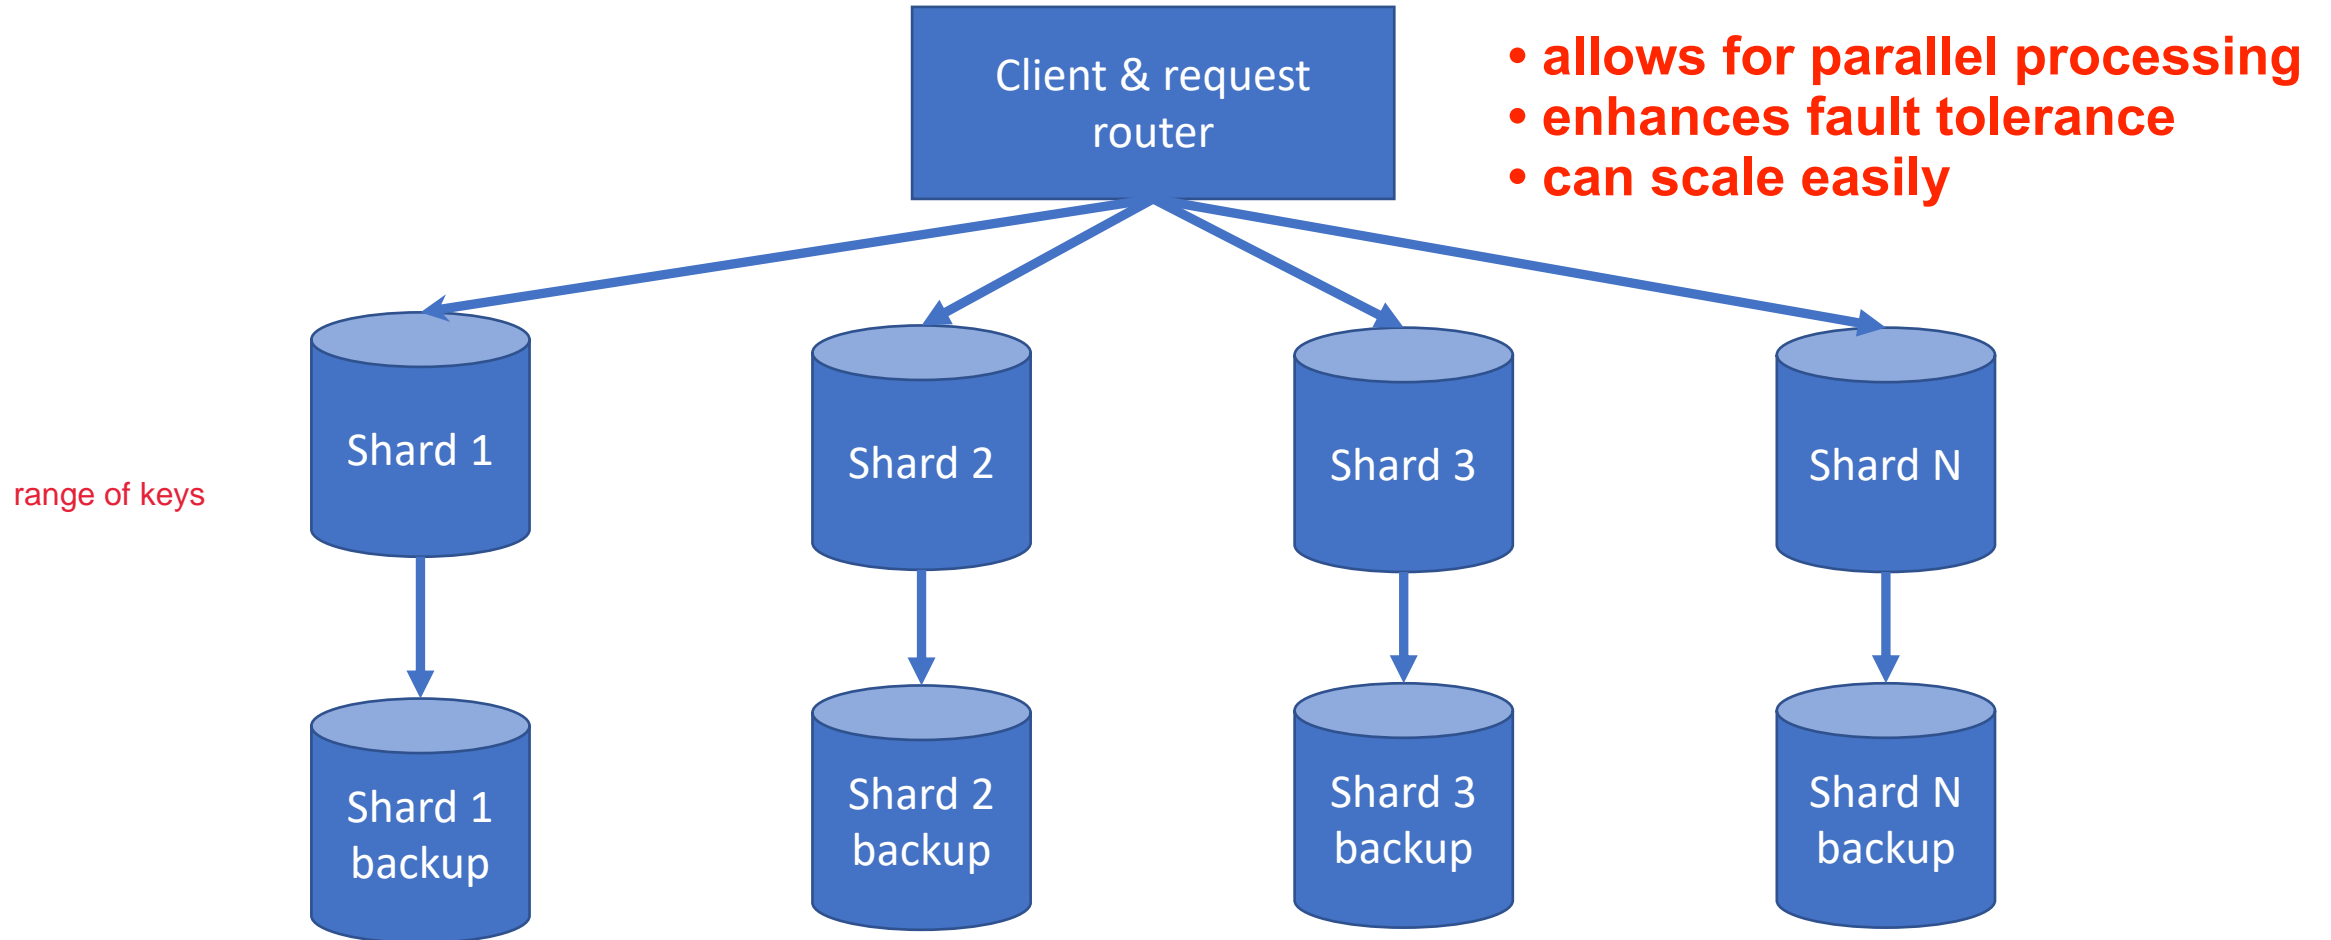 Client & request
router
• allows for parallel processing
• enhances fault tolerance
• can scale easily
range of keys
Shard 1
Shard 2
Shard 3
Shard N
Shard 1
backup
Shard 2
backup
Shard 3
backup
Shard N
backup